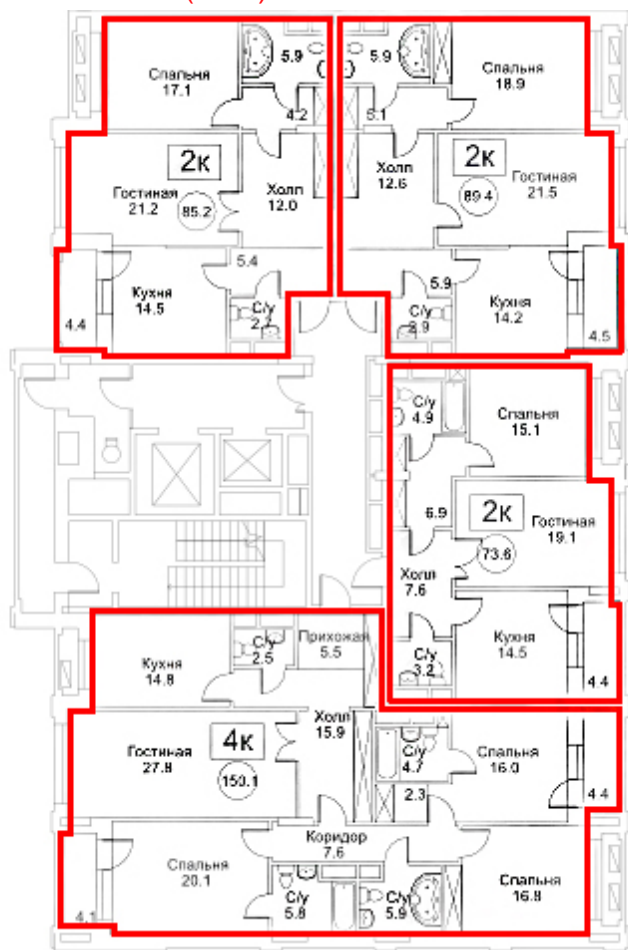 Спальня
17.1
5.9
4.2
2к
Гостиная
21.2
85.2
Холл
12.0
5.4
Кухня
14.5
С/у
4.4
5.9
Спальня
18.9
5.1
2к
Холл
12.6
89.4
Гостиная
21.5
5.9
Кухня
14.2
С/у
2.9
4.5
С/у
4.9
Спальня
15.1
6.9
2к
Гостиная
19.1
73.6
Холл
7.6
С/у
3.2
Кухня
14.5
4.4
Кухня
14.8
С/у
2.5
Прихожая
5.5
Холл
15.9
Гостиная
27.8
4к
150.1
С/у
4.7
Спальня
16.0
2.3
4.4
Коридор
7.6
Спальня
20.1
4.1
С/у
5.8
С/у
5.9
Спальня
16.8